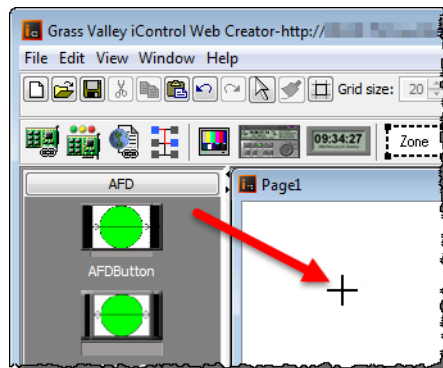 Grass Valley iControl Web Creator-http://
File Edit View Window Help
Grid size: 20
09:34:27 Zone
AFD
Page1
AFDButton